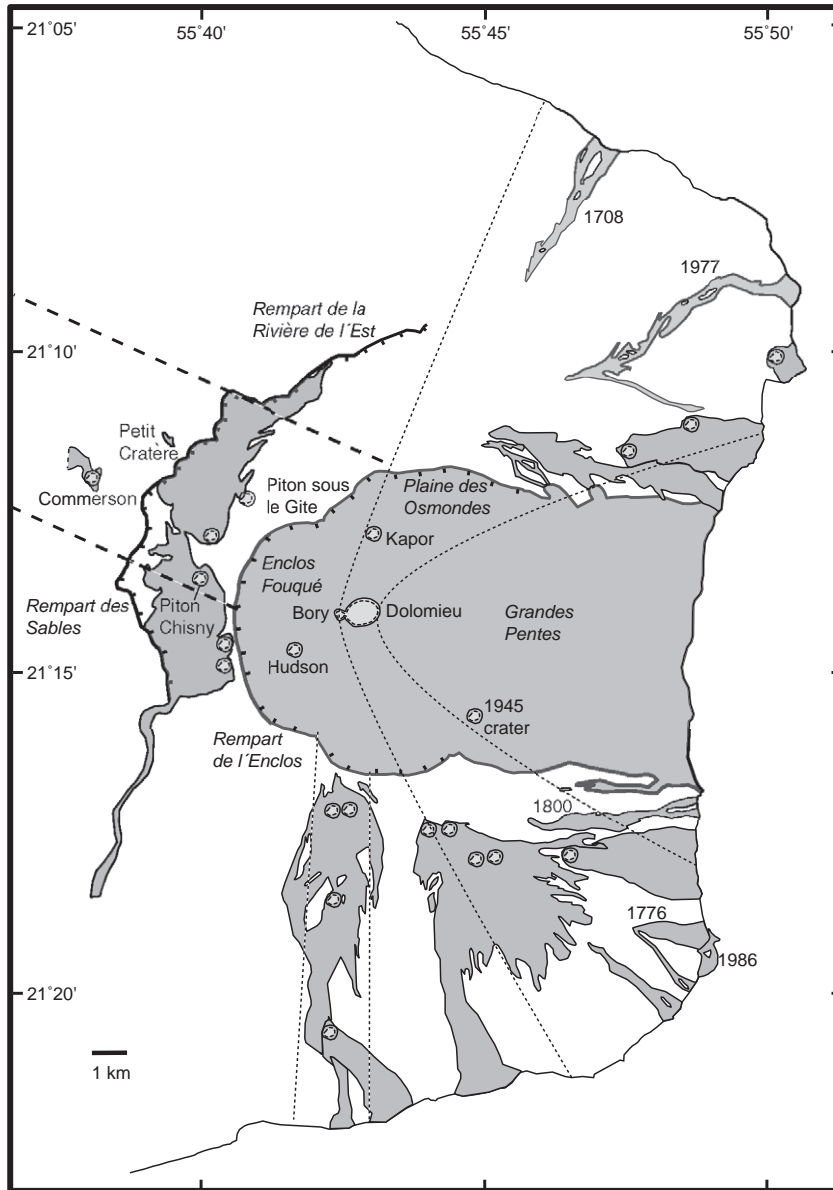 21°05'
55°40'
55°45'
55°50'
1708
1977
Rempart de la
Rivière de l´Est
21°10'
Petit
Cratère
Commerson
Piton sous
le Gite
Plaine des
Osmondes
Kapor
Enclos
Fouqué
Rempart des
Sables
Piton
Chisny
Bory
Dolomieu
Grandes
Pentes
Hudson
21°15'
1945
crater
Rempart
de l´Enclos
1800
1776
1986
21°20'
1 km